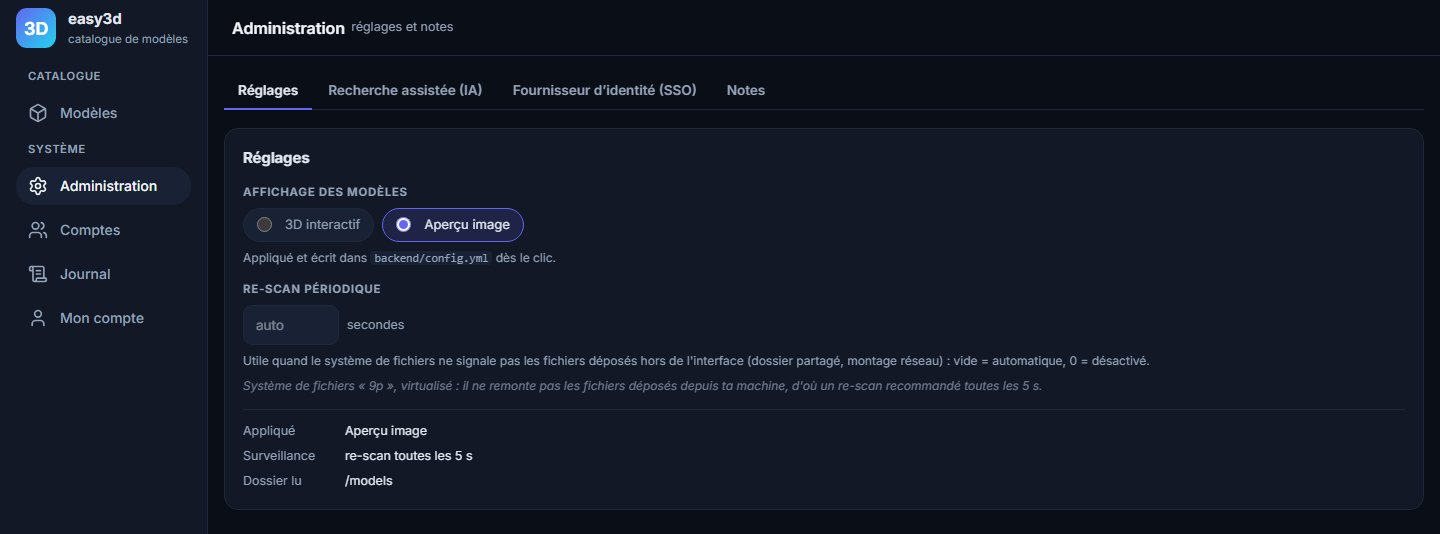 3D
easy3d
catalogue de modèles
CATALOGUE
Modèles
SYSTÈME
Administration
Comptes
Journal
Mon compte
Administration réglages et notes
Réglages Recherche assistée (IA) Fournisseur d’identité (SSO) Notes
Réglages
AFFICHAGE DES MODÈLES
3D interactif Aperçu image
Appliqué et écrit dans backend/config.yml dès le clic.
RE-SCAN PÉRIODIQUE
auto secondes
Utile quand le système de fichiers ne signale pas les fichiers déposés hors de l'interface (dossier partagé, montage réseau) : vide = automatique, 0 = désactivé.
Système de fichiers « 9p », virtualisé : il ne remonte pas les fichiers déposés depuis ta machine, d'où un re-scan recommandé toutes les 5 s.
Appliqué Aperçu image
Surveillance re-scan toutes les 5 s
Dossier lu /models